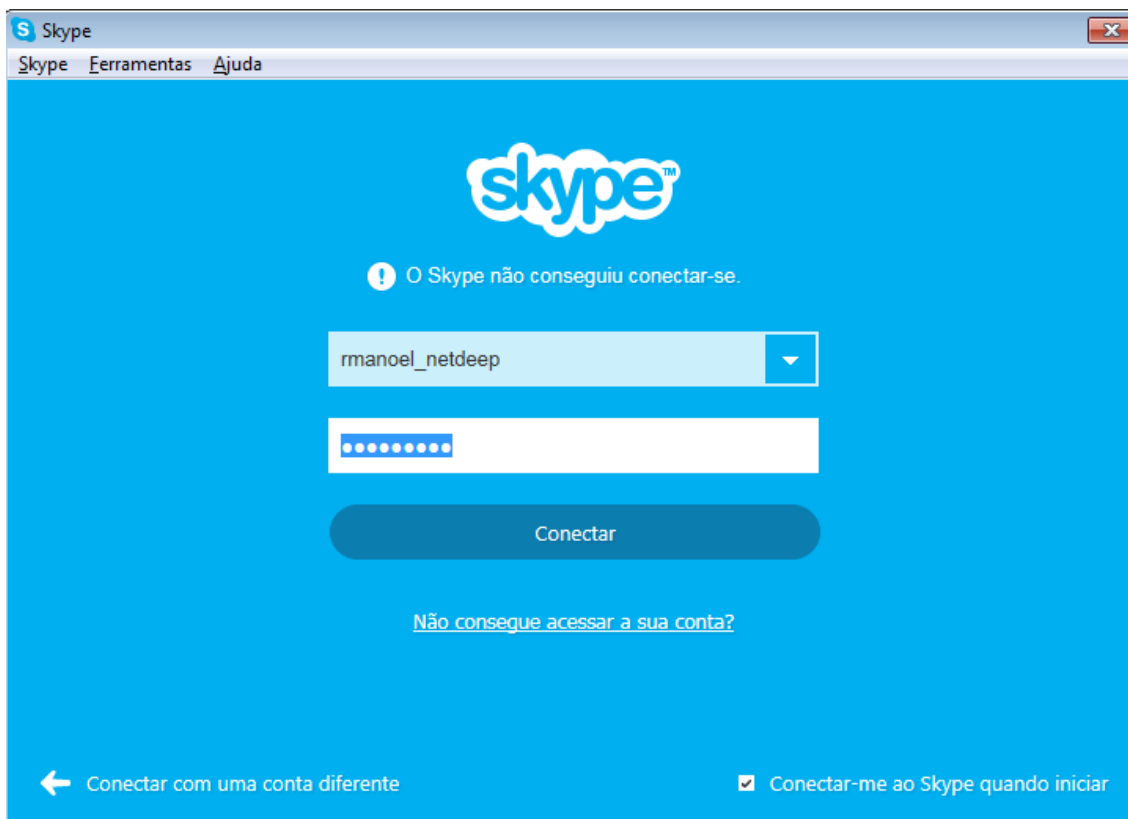 Skype
Skype Ferramentas Ajuda
skype™
O Skype não conseguiu conectar-se.
rmanoel_netdeep
Conectar
Não consegue acessar a sua conta?
Conectar com uma conta diferente
Conectar-me ao Skype quando iniciar